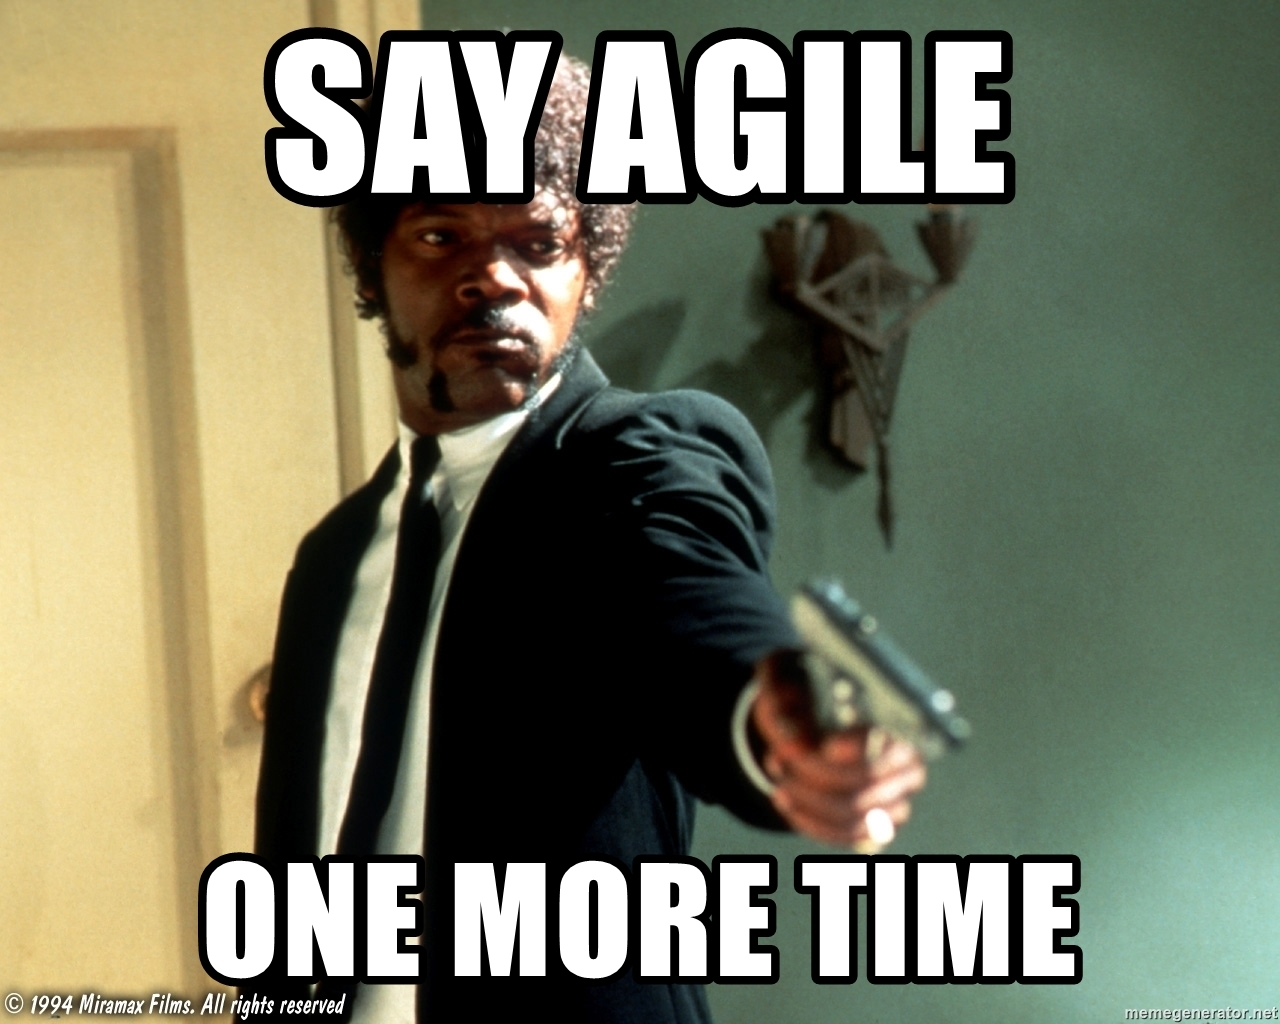 SAY AGILE
ONE MORE TIME
© 1994 Miramax Films. All rights reserved
memegenerator.net